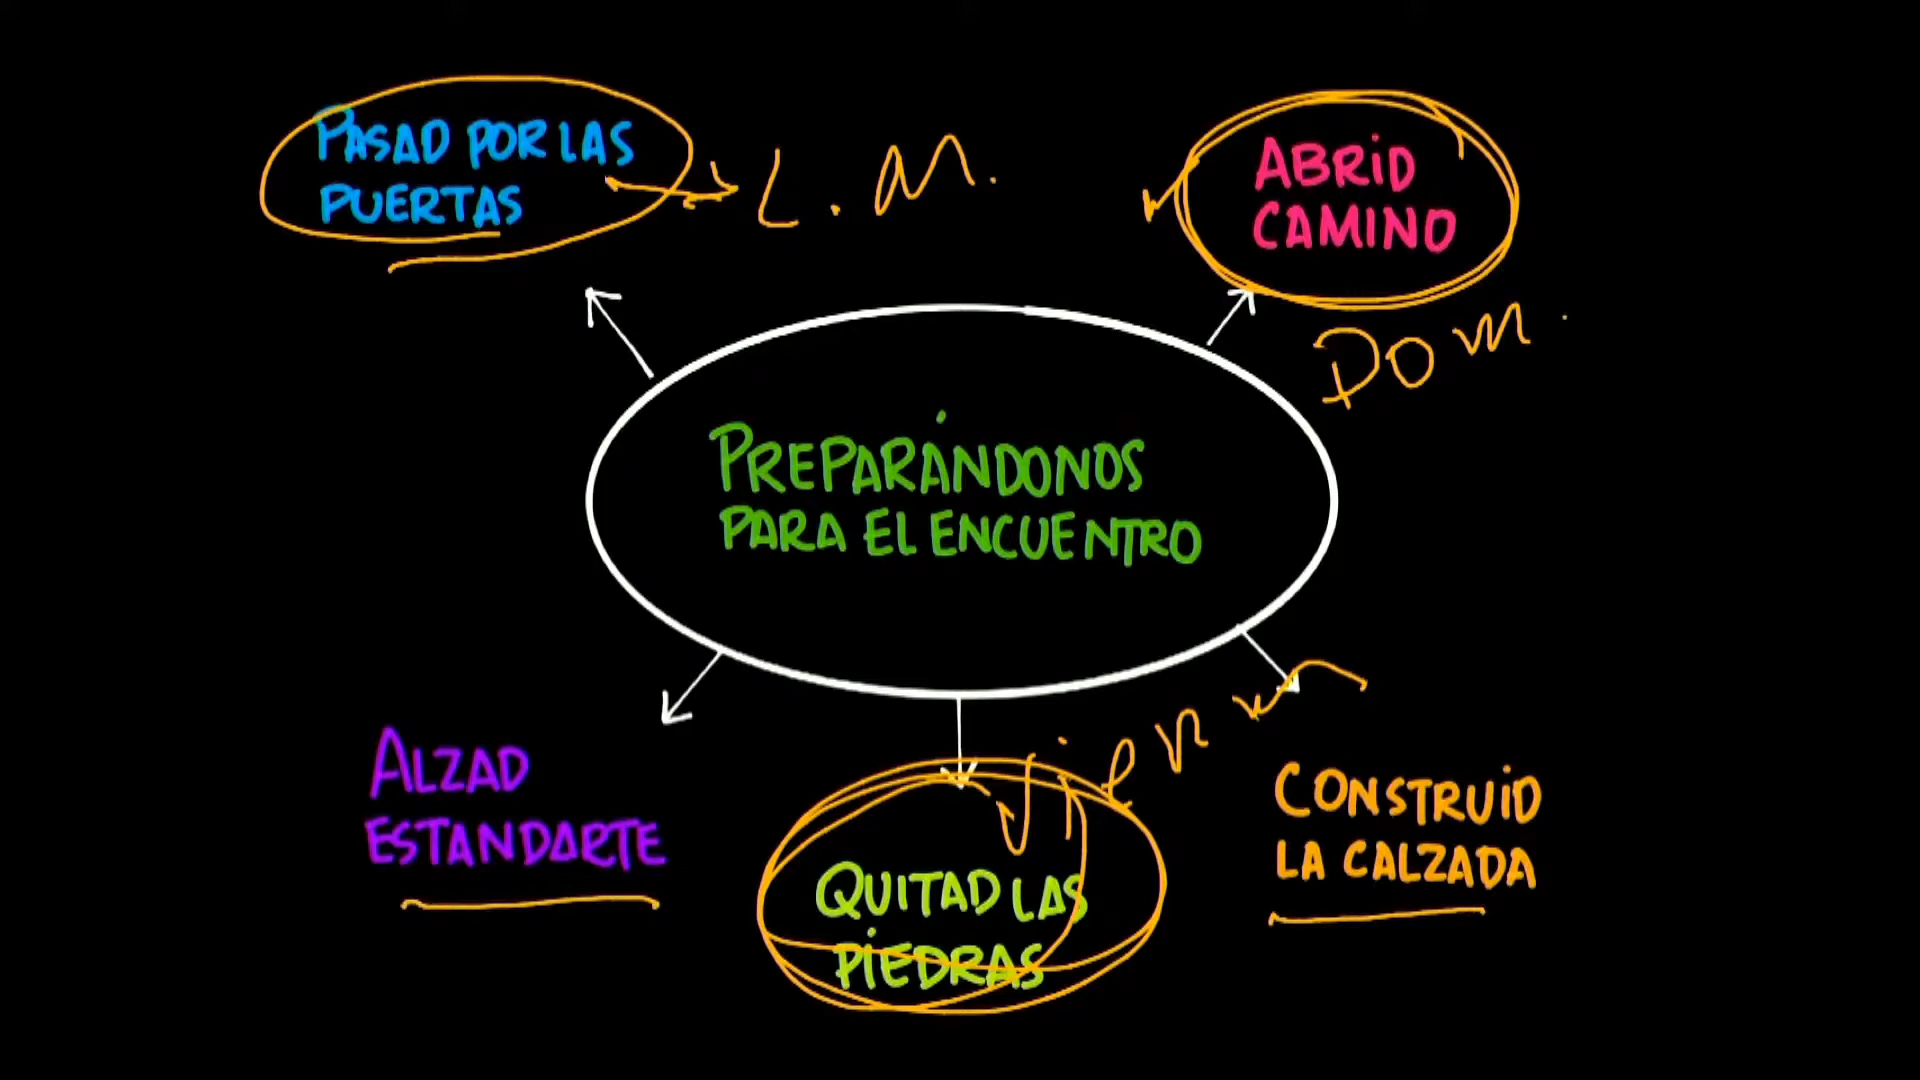 PASAD POR LAS
PUERTAS
L.M.
ABRID
CAMINO
DOM.
PREPARÁNDONOS
PARA EL ENCUENTRO
ALZAD
ESTANDARTE
QUITAD LAS
PIEDRAS
CONSTRUID
LA CALZADA